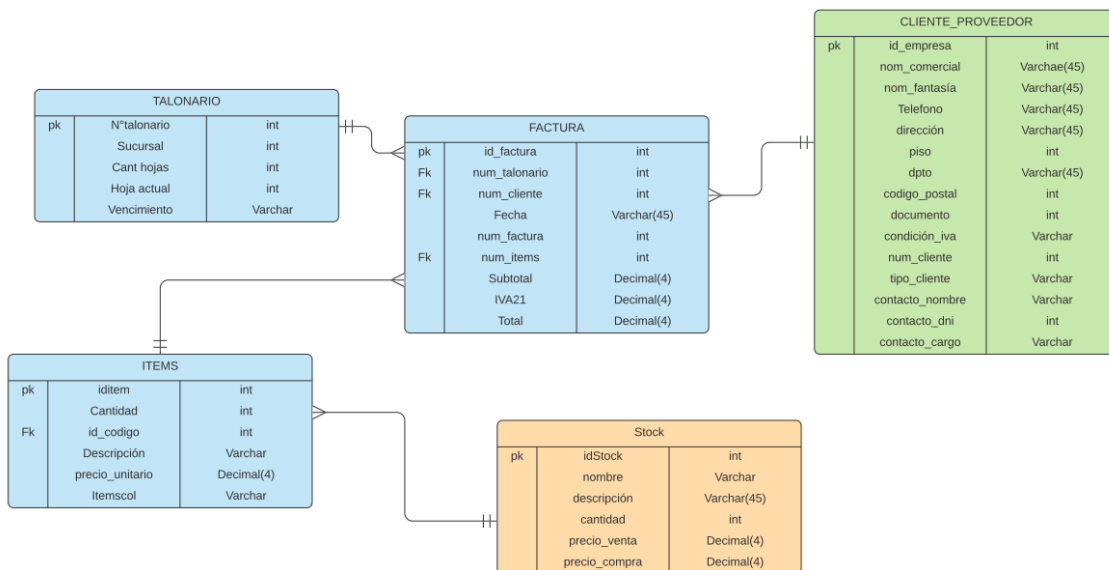 CLIENTE_PROVEEDOR
pk id_empresa int
nom_comercial Varchae(45)
nom_fantasía Varchar(45)
Telefono Varchar(45)
dirección Varchar(45)
piso int
dpto Varchar(45)
codigo_postal int
documento int
condición_iva Varchar
num_cliente int
tipo_cliente Varchar
contacto_nombre Varchar
contacto_dni int
contacto_cargo Varchar
TALONARIO
pk N°talonario int
Sucursal int
Cant hojas int
Hoja actual int
Vencimiento Varchar
FACTURA
pk id_factura int
Fk num_talonario int
Fk num_cliente int
Fecha Varchar(45)
num_factura int
Fk num_items int
Subtotal Decimal(4)
IVA21 Decimal(4)
Total Decimal(4)
ITEMS
pk iditem int
Cantidad int
Fk id_codigo int
Descripción Varchar
precio_unitario Decimal(4)
Itemscol Varchar
Stock
pk idStock int
nombre Varchar
descripción Varchar(45)
cantidad int
precio_venta Decimal(4)
precio_compra Decimal(4)